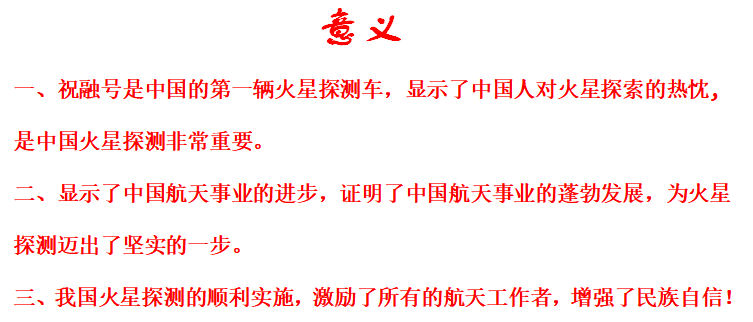 意义
一、祝融号是中国的第一辆火星探测车，显示了中国人对火星探索的热忱，
是中国火星探测非常重要。
二、显示了中国航天事业的进步，证明了中国航天事业的蓬勃发展，为火星
探测迈出了坚实的一步。
三、我国火星探测的顺利实施，激励了所有的航天工作者，增强了民族自信！